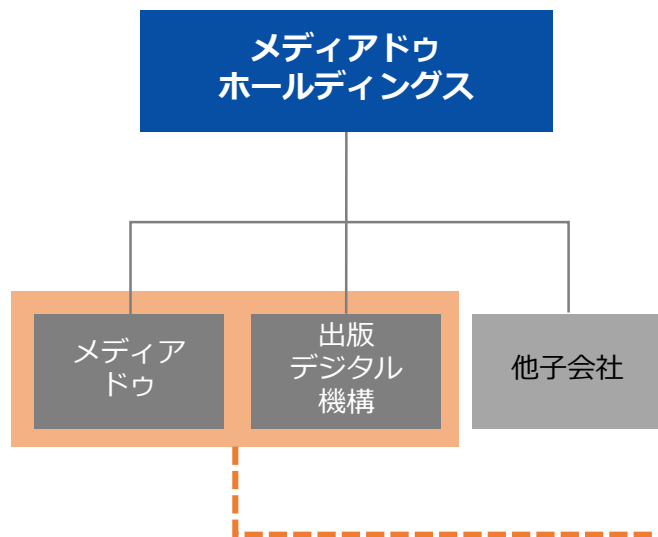 メディアドゥ
ホールディングス
メディア
ドゥ
出版
デジタル
機構
他子会社